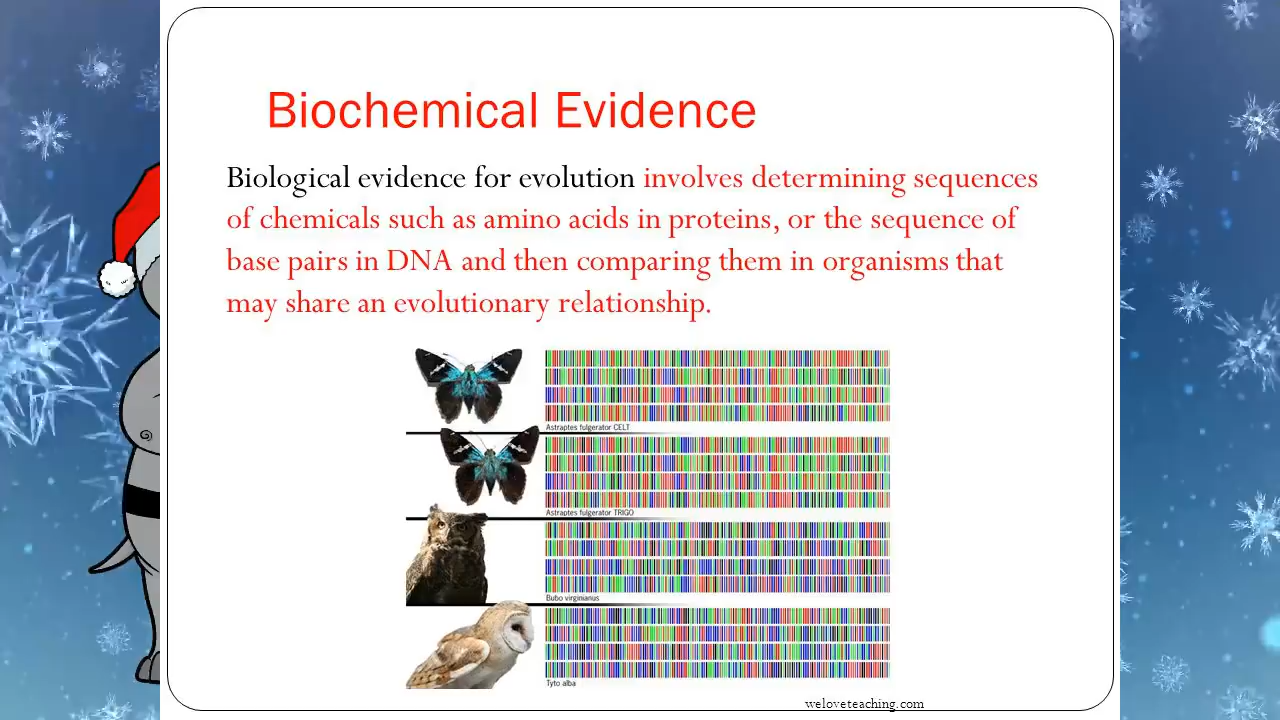 Biochemical Evidence
Biological evidence for evolution involves determining sequences
of chemicals such as amino acids in proteins, or the sequence of
base pairs in DNA and then comparing them in organisms that
may share an evolutionary relationship.
Astraptes fulgerator CELT
Astraptes fulgerator TRIGO
Bubo virginianus
Tyto alba
weloveteaching.com